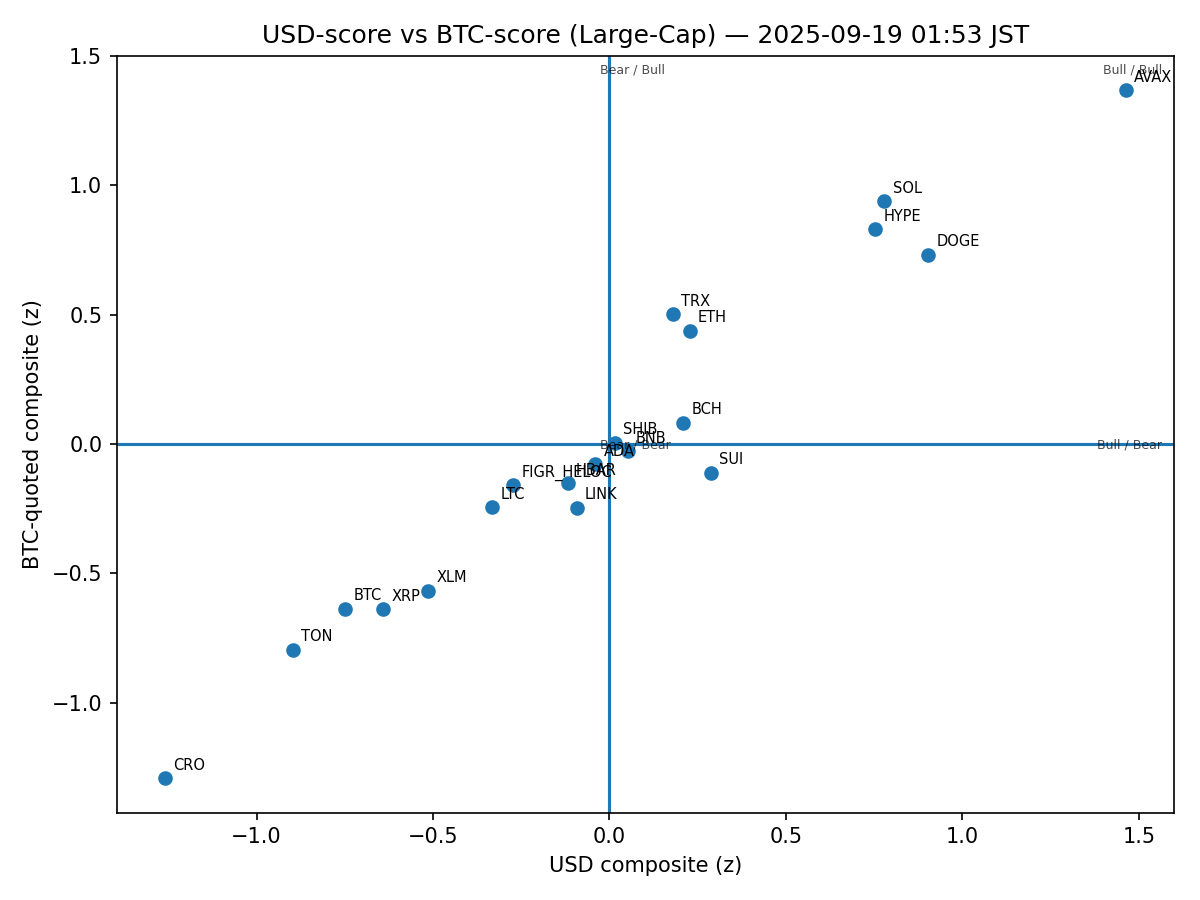 USD-score vs BTC-score (Large-Cap) — 2025-09-19 01:53 JST
1.5
Bear / Bull
Bull / Bull
AVAX
1.0
SOL
HYPE
DOGE
0.5
TRX
ETH
BCH
SHIB
BNB
0.0
Bear / Bear
Bull / Bear
ADA
SUI
FIGR_HELOC
HBAR
LTC
LINK
−0.5
XLM
BTC
XRP
TON
−1.0
CRO
−1.0
−0.5
0.0
0.5
1.0
1.5
USD composite (z)
BTC-quoted composite (z)